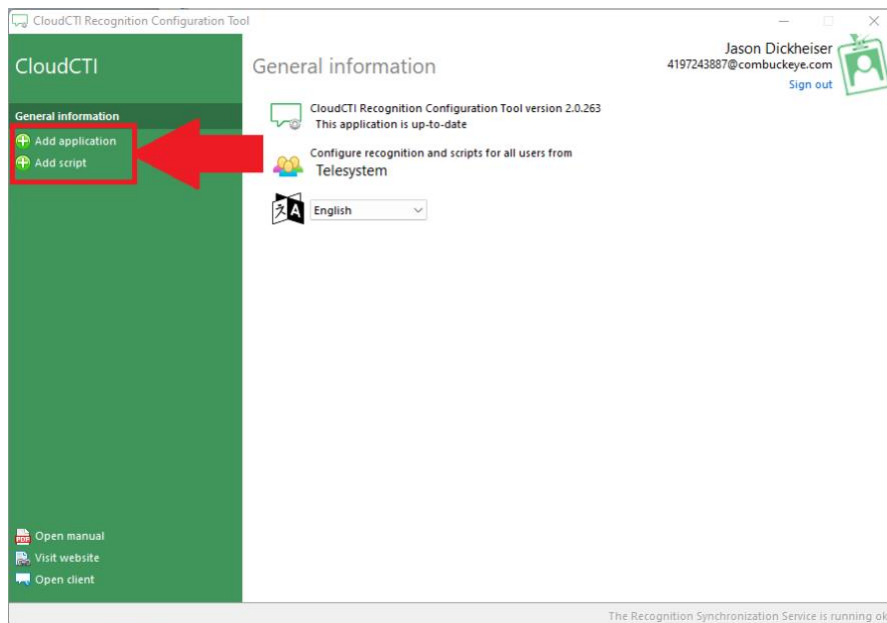 CloudCTI Recognition Configuration Tool
CloudCTI
General information
Add application
Add script
Open manual
Visit website
Open client
General information
Jason Dickheiser
4197243887@combuckeye.com
Sign out
CloudCTI Recognition Configuration Tool version 2.0.263
This application is up-to-date
Configure recognition and scripts for all users from
Telesystem
A
English
PDF
The Recognition Synchronization Service is running ok